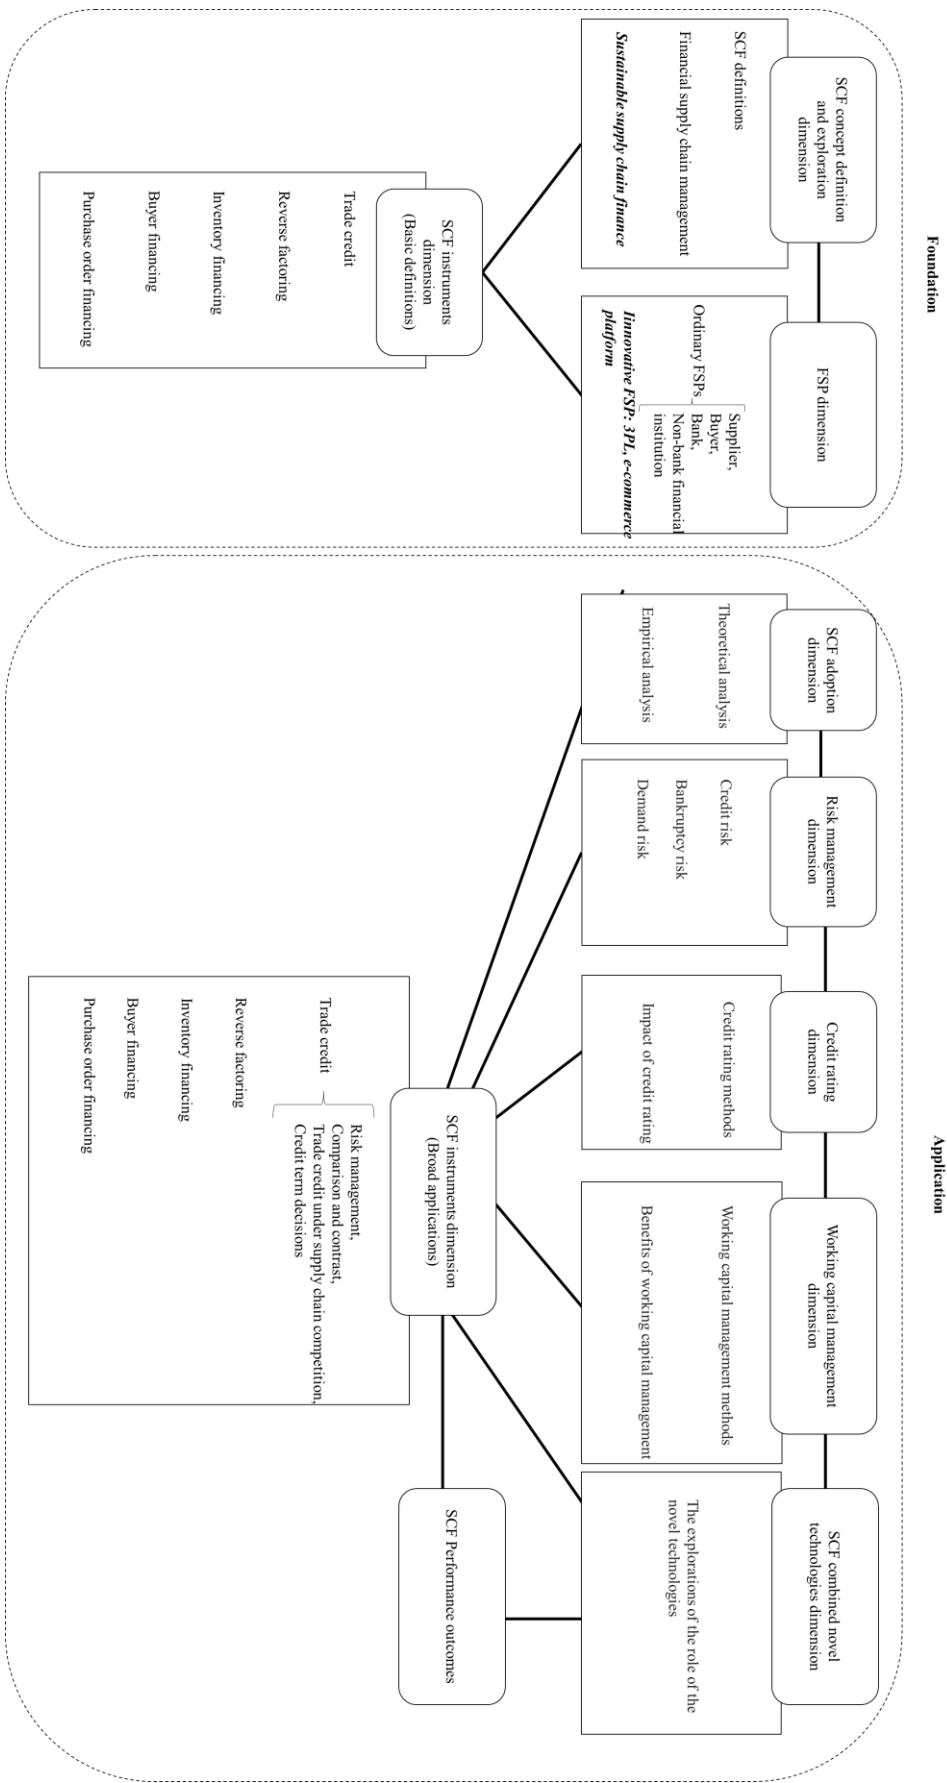 Foundation
SCF concept definition
and exploration
dimension
SCF definitions
Financial supply chain management
Sustainable supply chain finance
FSP dimension
Ordinary FSPs
Supplier,
Buyer,
Bank,
Non-bank financial
institution
Iinnovative FSP: 3PL, e-commerce
platform
SCF instruments
dimension
(Basic definitions)
Trade credit
Reverse factoring
Inventory financing
Buyer financing
Purchase order financing
Application
SCF adoption
dimension
Theoretical analysis
Empirical analysis
Risk management
dimension
Credit risk
Bankruptcy risk
Demand risk
Credit rating
dimension
Credit rating methods
Impact of credit rating
Working capital management
dimension
Working capital management methods
Benefits of working capital management
SCF combined novel
technologies dimension
The explorations of the role of the
novel technologies
SCF instruments dimension
(Broad applications)
Trade credit
Risk management,
Comparison and contrast,
Trade credit under supply chain competition,
Credit term decisions
Reverse factoring
Inventory financing
Buyer financing
Purchase order financing
SCF Performance outcomes